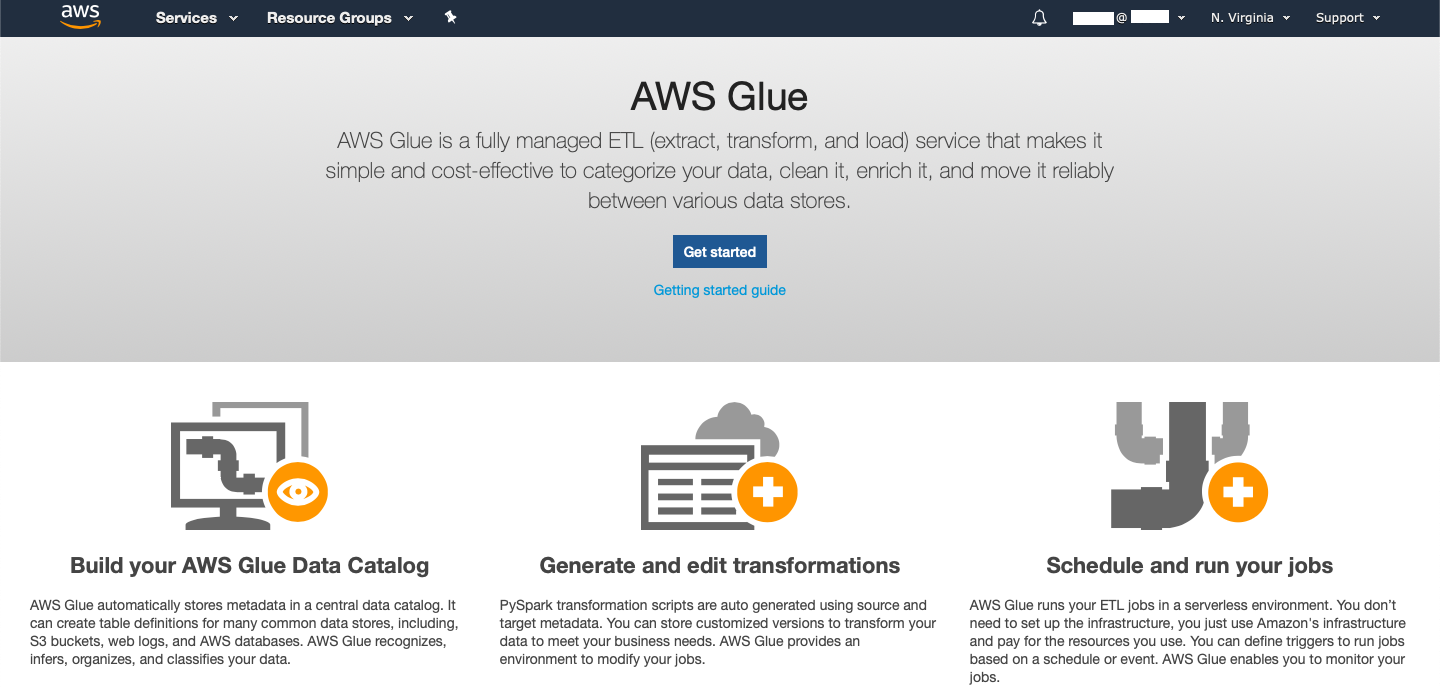 aws
Services
Resource Groups
@
N. Virginia
Support
AWS Glue
AWS Glue is a fully managed ETL (extract, transform, and load) service that makes it
simple and cost-effective to categorize your data, clean it, enrich it, and move it reliably
between various data stores.
Get started
Getting started guide
Build your AWS Glue Data Catalog
AWS Glue automatically stores metadata in a central data catalog. It
can create table definitions for many common data stores, including,
S3 buckets, web logs, and AWS databases. AWS Glue recognizes,
infers, organizes, and classifies your data.
Generate and edit transformations
PySpark transformation scripts are auto generated using source and
target metadata. You can store customized versions to transform your
data to meet your business needs. AWS Glue provides an
environment to modify your jobs.
Schedule and run your jobs
AWS Glue runs your ETL jobs in a serverless environment. You don’t
need to set up the infrastructure, you just use Amazon's infrastructure
and pay for the resources you use. You can define triggers to run jobs
based on a schedule or event. AWS Glue enables you to monitor your
jobs.